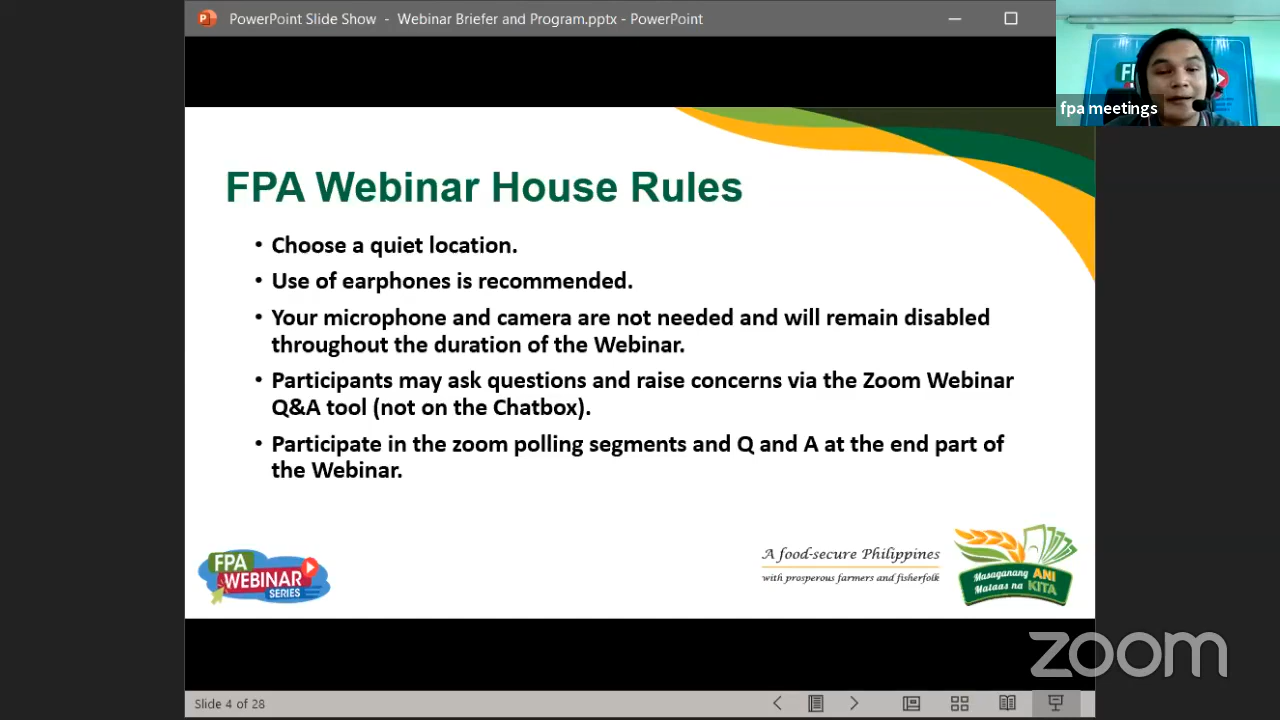 PowerPoint Slide Show - Webinar Briefer and Program.pptx - PowerPoint
fpa meetings
FPA Webinar House Rules
• Choose a quiet location.
• Use of earphones is recommended.
• Your microphone and camera are not needed and will remain disabled
throughout the duration of the Webinar.
• Participants may ask questions and raise concerns via the Zoom Webinar
Q&A tool (not on the Chatbox).
• Participate in the zoom polling segments and Q and A at the end part of
the Webinar.
FPA
WEBINAR
SERIES
A food-secure Philippines
with prosperous farmers and fisherfolk
Masaganang ANI
Mataas na KITA
zoom
Slide 4 of 28